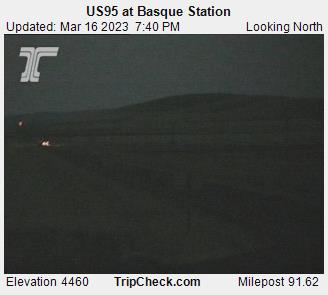 US95 at Basque Station
Updated: Mar 16 2023 7:40 PM Looking North
Elevation 4460 TripCheck.com Milepost 91.62